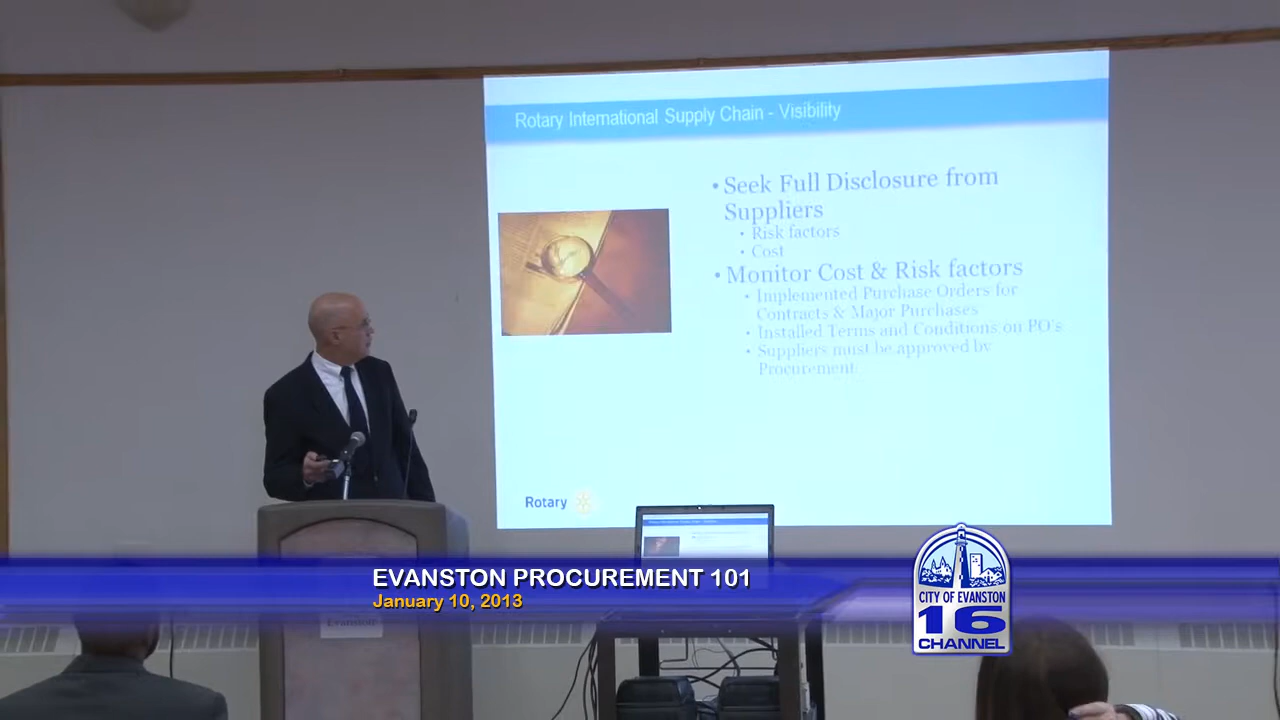 Rotary International Supply Chain - Visibility
• Seek Full Disclosure from
Suppliers
• Risk factors
• Cost
• Monitor Cost & Risk factors
• Implemented Purchase Orders for
Contracts & Major Purchases
• Installed Terms and Conditions on PO's
• Suppliers must be approved by
Procurement
Rotary
EVANSTON PROCUREMENT 101
January 10, 2013
CITY OF EVANSTON
16
CHANNEL
Evanston